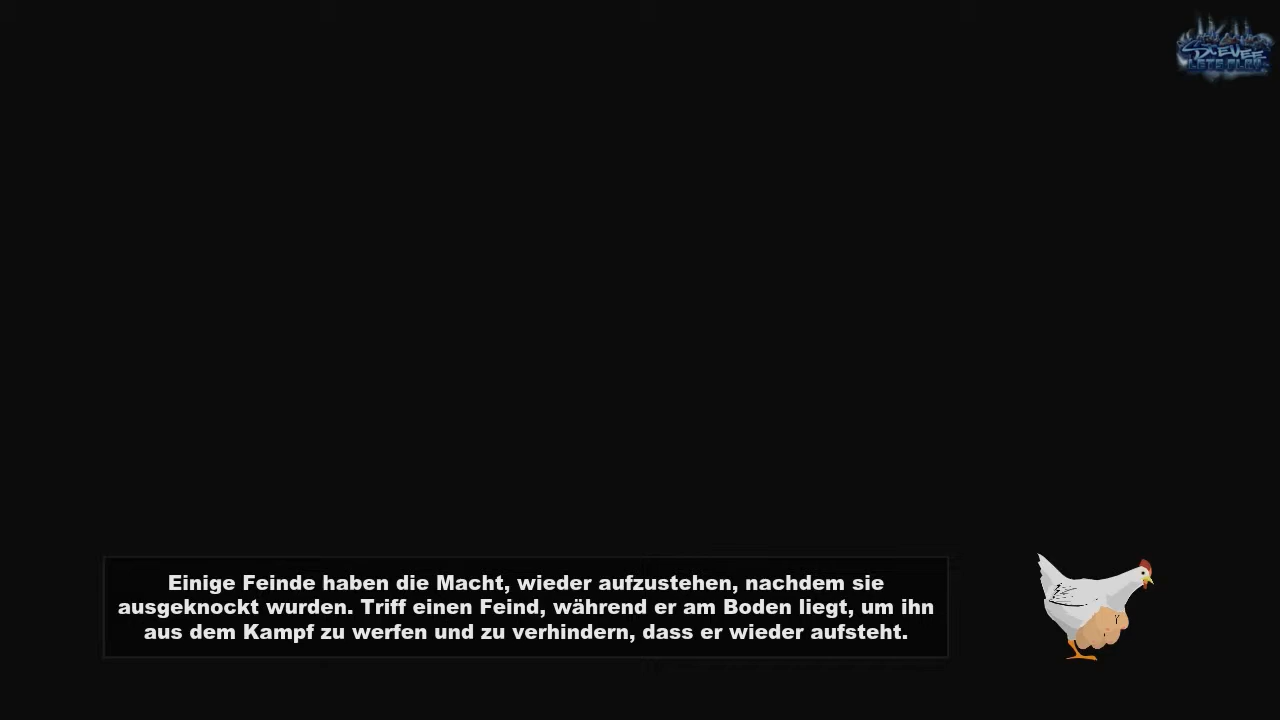 Einige Feinde haben die Macht, wieder aufzustehen, nachdem sie
ausgeknockt wurden. Triff einen Feind, während er am Boden liegt, um ihn
aus dem Kampf zu werfen und zu verhindern, dass er wieder aufsteht.